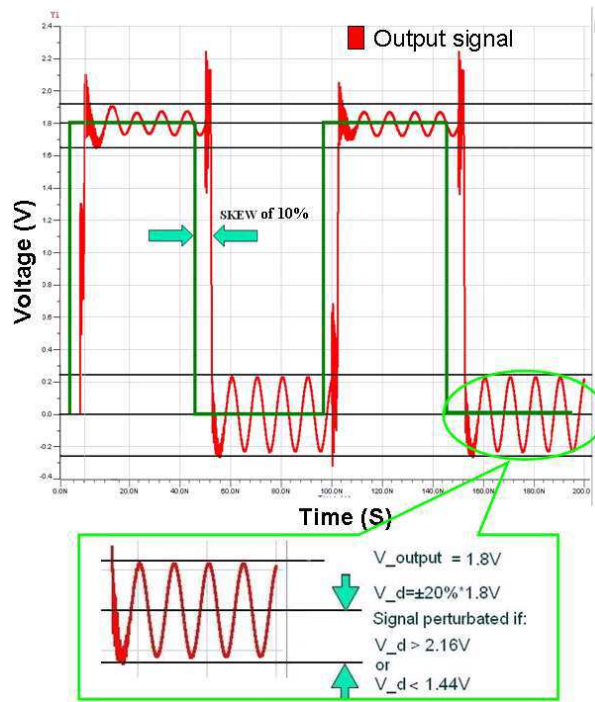 T1
Output signal
2.4
2.2
2.0
1.8
1.6
1.4
1.2
1.0
0.8
0.6
0.4
0.2
0.0
-0.2
-0.4
Voltage (V)
SKEW of 10%
0.0N 20.0N 40.0N 60.0N 80.0N 100.0N 120.0N 140.0N 160.0N 180.0N 200.0
Time (S)
V_output = 1.8V
V_d=±20%*1.8V
Signal perturbated if:
V_d > 2.16V
or
V_d < 1.44V